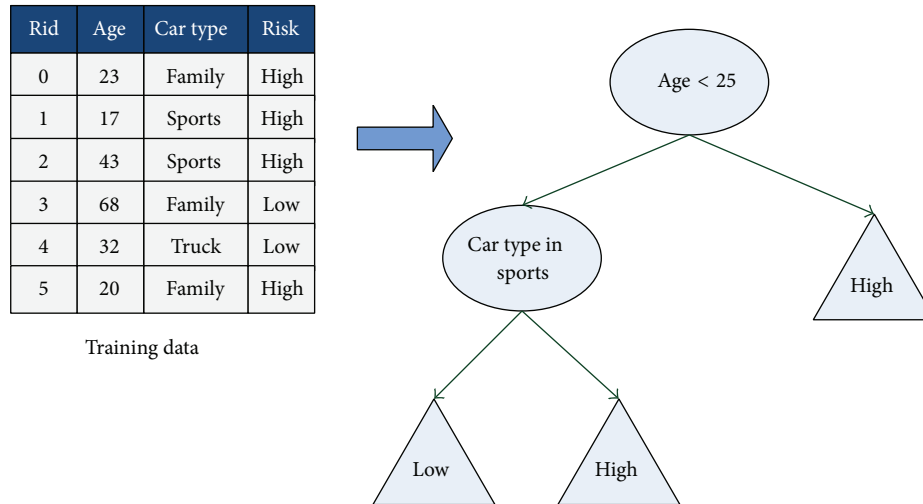 Rid Age Car type Risk
0 23 Family High
1 17 Sports High
2 43 Sports High
3 68 Family Low
4 32 Truck Low
5 20 Family High
Training data
Age < 25
Car type in
sports
High
Low
High